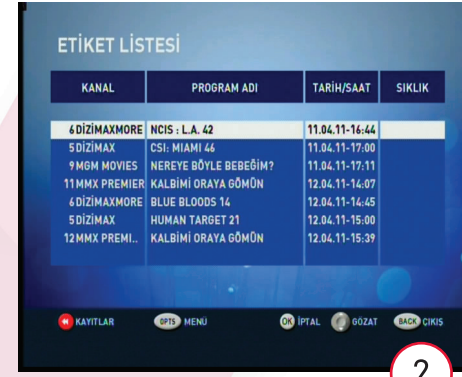 ETİKET LİSTESİ
KANAL PROGRAM ADI TARİH/SAAT SIKLIK
6 DİZİMAXMORE NCIS : L.A. 42 11.04.11-16:44
5 DİZİMAX CSI: MIAMI 46 11.04.11-17:00
9 MGM MOVIES NEREYE BÖYLE BEBEĞİM? 11.04.11-17:11
11 MMX PREMIER KALBİMİ ORAYA GÖMÜN 12.04.11-14:07
6 DİZİMAXMORE BLUE BLOODS 14 12.04.11-14:45
5 DİZİMAX HUMAN TARGET 21 12.04.11-15:00
12 MMX PREMI.. KALBİMİ ORAYA GÖMÜN 12.04.11-15:39
KAYITLAR OPTS MENÜ OK İPTAL GÖZAT BACK ÇIKIŞ
2